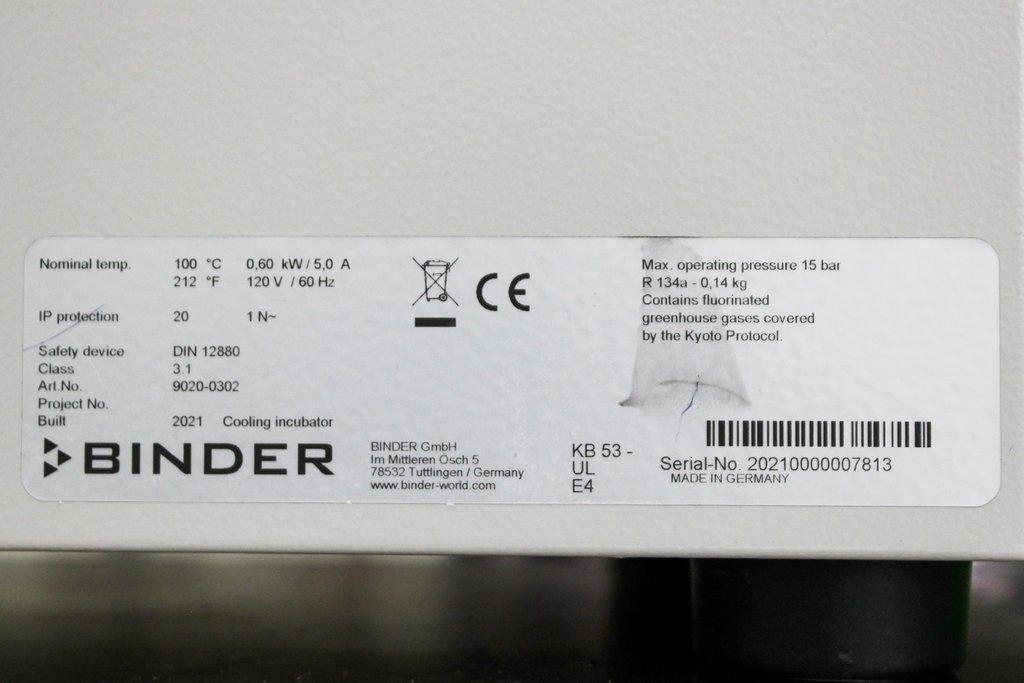 Nominal temp. 100 °C 0,60 kW / 5,0 A
212 °F 120 V / 60 Hz
IP protection 20 1 N~
Safety device DIN 12880
Class 3.1
Art.No. 9020-0302
Project No.
Built 2021 Cooling incubator
BINDER
CE
BINDER GmbH
Im Mittleren Ösch 5
78532 Tuttlingen / Germany
www.binder-world.com
KB 53 -
UL
E4
Max. operating pressure 15 bar
R 134a - 0,14 kg
Contains fluorinated
greenhouse gases covered
by the Kyoto Protocol.
Serial-No. 20210000007813
MADE IN GERMANY